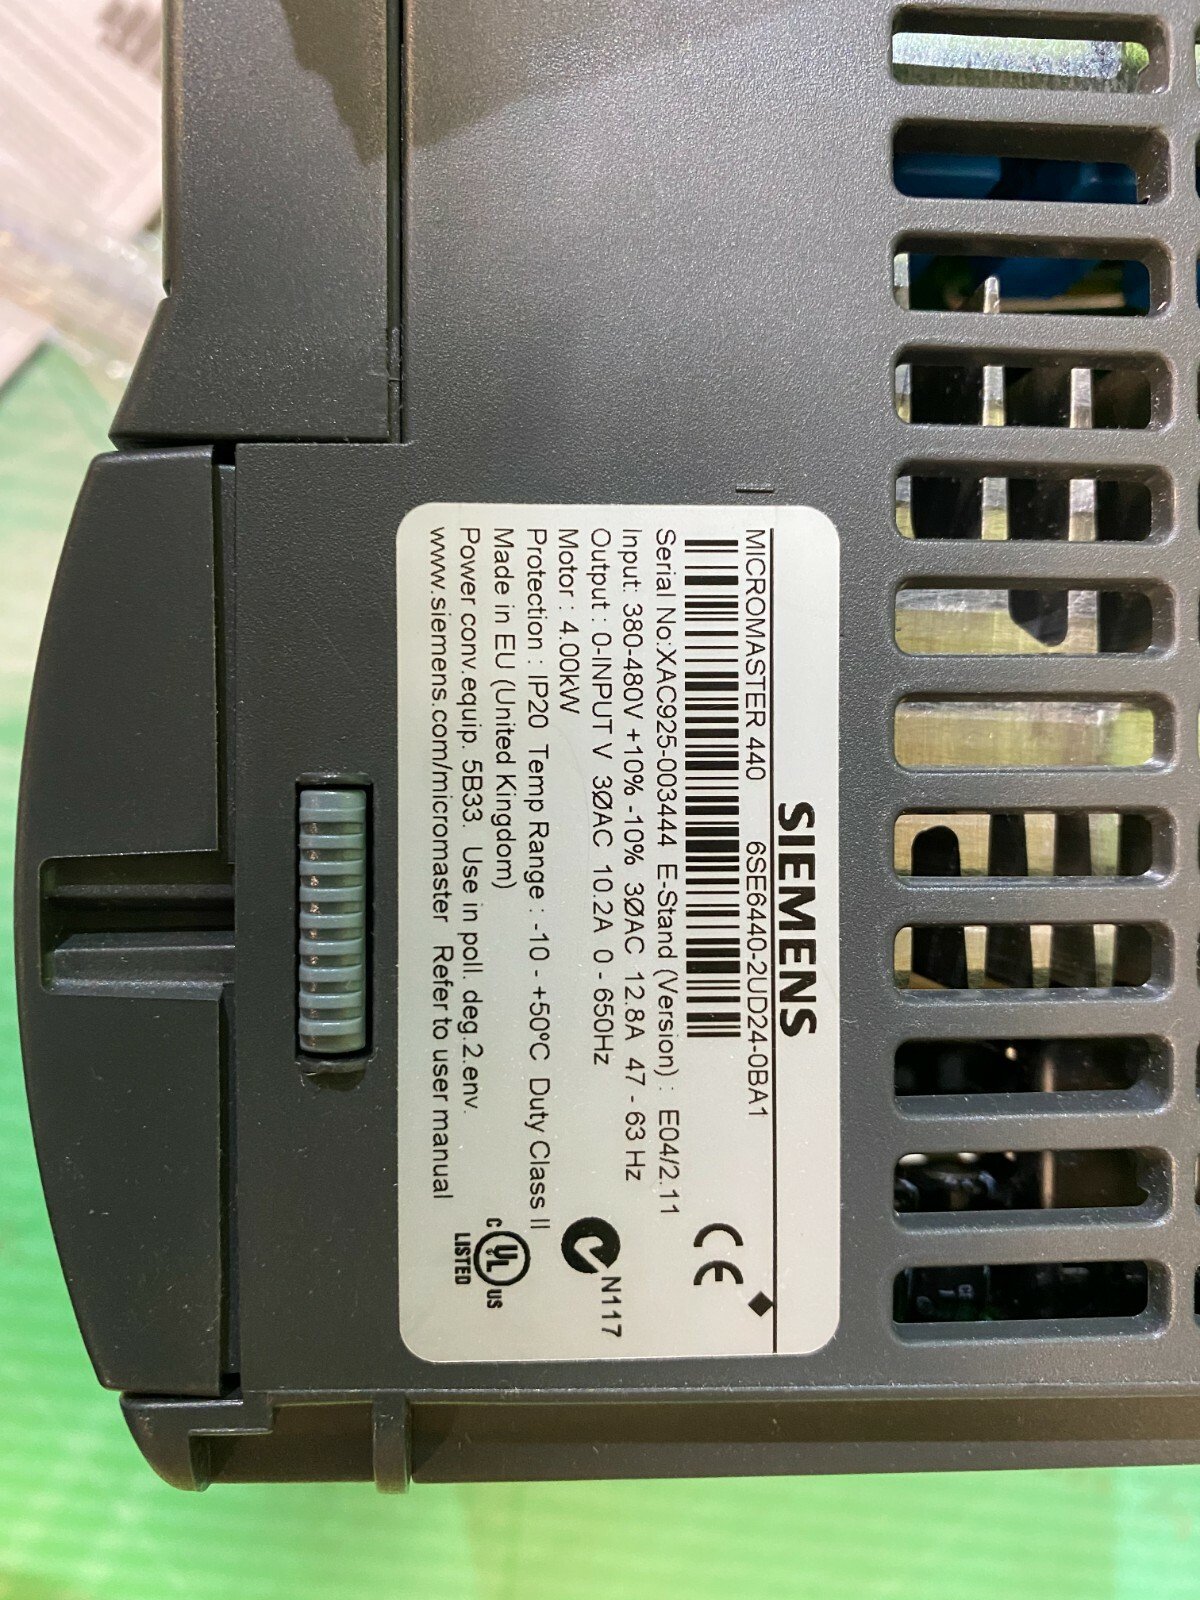 SIEMENS
MICROMASTER 440 6SE6440-2UD24-0BA1
Serial No:XAC925-003444 E-Stand (Version) : E04/2.11
Input: 380-480V +10% -10% 3ØAC 12.8A 47 - 63 Hz
Output : 0-INPUT V 3ØAC 10.2A 0 - 650Hz
Motor : 4.00kW
Protection : IP20 Temp Range : -10 - +50ºC Duty Class II
Made in EU (United Kingdom)
Power conv.equip. 5B33. Use in poll. deg.2.env.
www.siemens.com/micromaster Refer to user manual
CE
N117
C UL US
LISTED